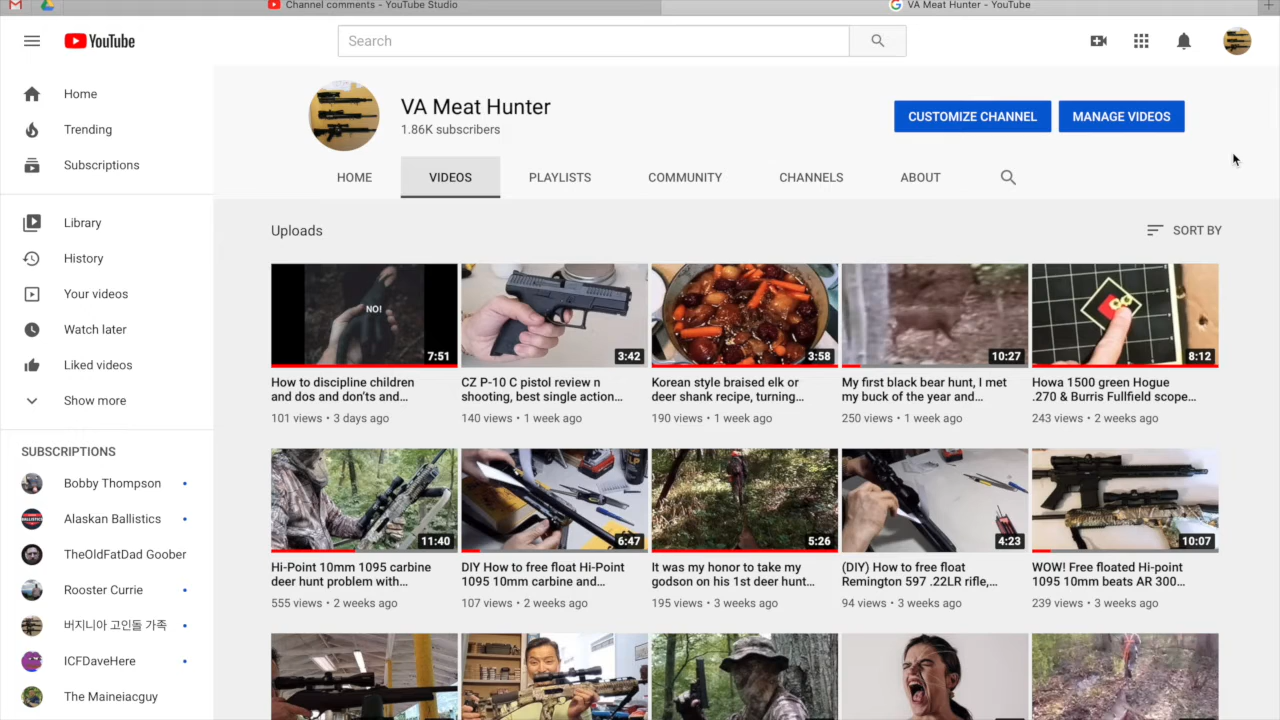 Channel comments - YouTube Studio
VA Meat Hunter - YouTube
YouTube
Search
VA Meat Hunter
1.86K subscribers
CUSTOMIZE CHANNEL
MANAGE VIDEOS
HOME
VIDEOS
PLAYLISTS
COMMUNITY
CHANNELS
ABOUT
Home
Trending
Subscriptions
Library
History
Your videos
Watch later
Liked videos
Show more
SUBSCRIPTIONS
Bobby Thompson
Alaskan Ballistics
TheOldFatDad Goober
Rooster Currie
버지니아 고인돌 가족
ICFDaveHere
The Maineiacguy
Uploads
SORT BY
NO!
7:51
How to discipline children
and dos and don'ts and...
101 views • 3 days ago
3:42
CZ P-10 C pistol review n
shooting, best single action...
140 views • 1 week ago
3:58
Korean style braised elk or
deer shank recipe, turning...
190 views • 1 week ago
10:27
My first black bear hunt, I met
my buck of the year and...
250 views • 1 week ago
8:12
Howa 1500 green Hogue
.270 & Burris Fullfield scope...
243 views • 2 weeks ago
11:40
Hi-Point 10mm 1095 carbine
deer hunt problem with...
555 views • 2 weeks ago
6:47
DIY How to free float Hi-Point
1095 10mm carbine and...
107 views • 2 weeks ago
5:26
It was my honor to take my
godson on his 1st deer hunt...
195 views • 3 weeks ago
4:23
(DIY) How to free float
Remington 597 .22LR rifle,...
94 views • 3 weeks ago
10:07
WOW! Free floated Hi-point
1095 10mm beats AR 300...
239 views • 3 weeks ago